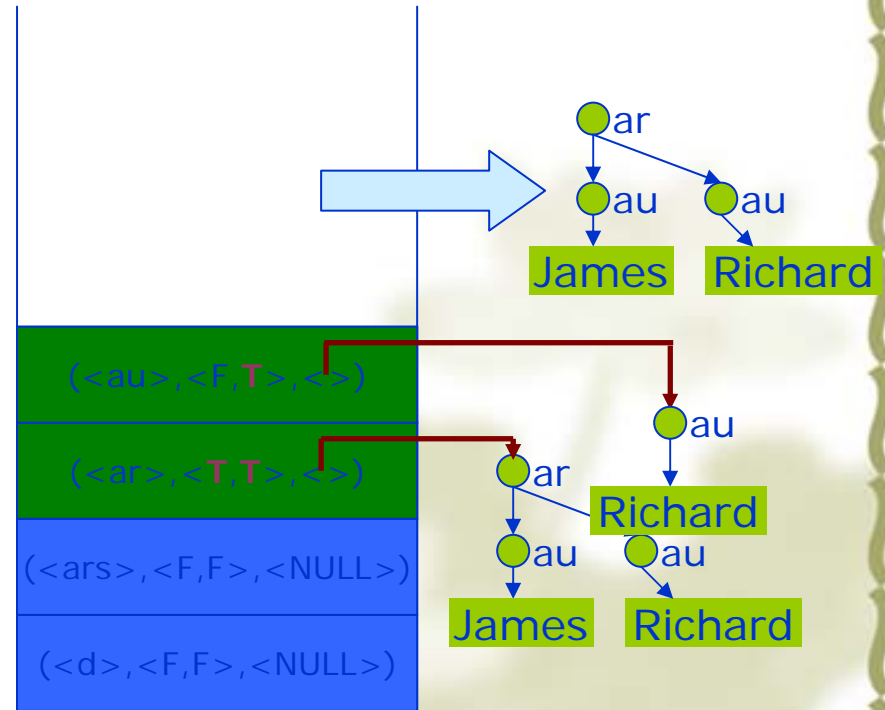 ar
au au
James Richard
(<au>,<F,T>,<>)
au
(<ar>,<T,T>,<>)
ar
Richard
(<ars>,<F,F>,<NULL>)
au au
James Richard
(<d>,<F,F>,<NULL>)